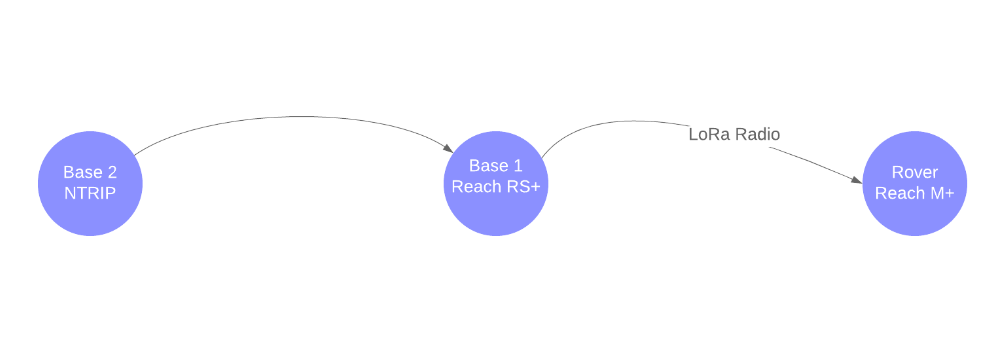 Base 2
NTRIP
Base 1
Reach RS+
LoRa Radio
Rover
Reach M+